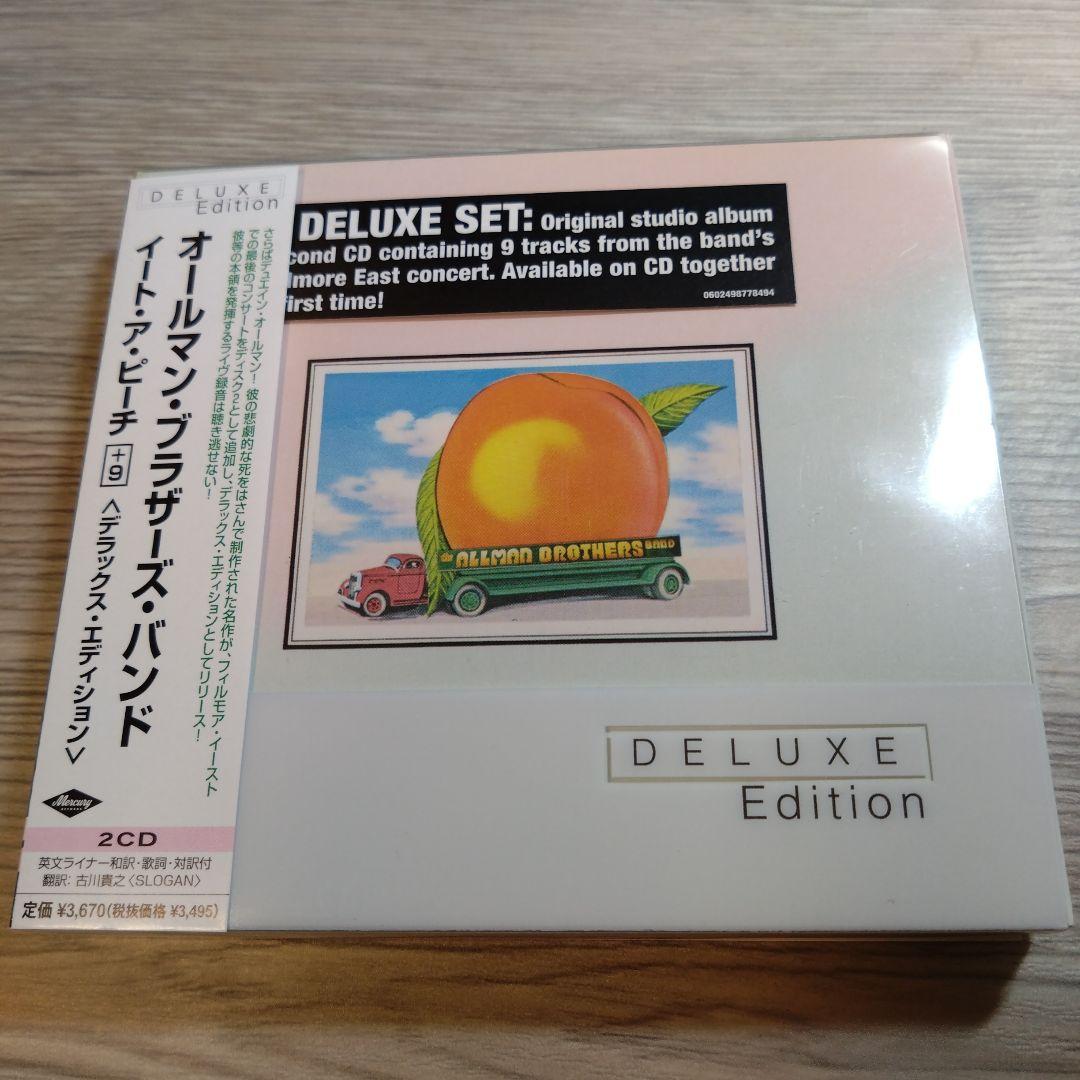 DELUXE
Edition
オールマン・ブラザーズ・バンド
イート・ア・ピーチ +9 <デラックス・エディション>
さらばデュエイン・オールマン！彼の悲劇的な死をはさんで制作された名作が、フィルモア・イースト
での最後のコンサートをディスク2として追加し、デラックス・エディションとしてリリース！
彼等の本領を発揮するライヴ録音は聴き逃せない！
Mercury
2CD
英文ライナー和訳・歌詞・対訳付
翻訳: 古川貴之〈SLOGAN〉
定価 ¥3,670(税抜価格 ¥3,495)
DELUXE SET: Original studio album
cond CD containing 9 tracks from the band's
lmore East concert. Available on CD together
irst time!
0602498778494
the ALLMAN BROTHERS BAND
DELUXE
Edition